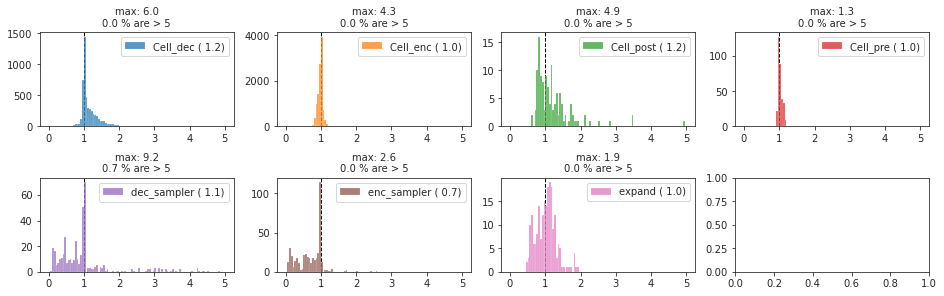 max: 6.0
0.0 % are > 5
Cell_dec ( 1.2)
1500
1000
500
0
0 1 2 3 4 5
max: 4.3
0.0 % are > 5
Cell_enc ( 1.0)
4000
2000
0
0 1 2 3 4 5
max: 4.9
0.0 % are > 5
Cell_post ( 1.2)
15
10
5
0
0 1 2 3 4 5
max: 1.3
0.0 % are > 5
Cell_pre ( 1.0)
100
50
0
0 1 2 3 4 5
max: 9.2
0.7 % are > 5
dec_sampler ( 1.1)
60
40
20
0
0 1 2 3 4 5
max: 2.6
0.0 % are > 5
enc_sampler ( 0.7)
100
50
0
0 1 2 3 4 5
max: 1.9
0.0 % are > 5
expand ( 1.0)
15
10
5
0
0 1 2 3 4 5
1.00
0.75
0.50
0.25
0.00
0.0 0.2 0.4 0.6 0.8 1.0